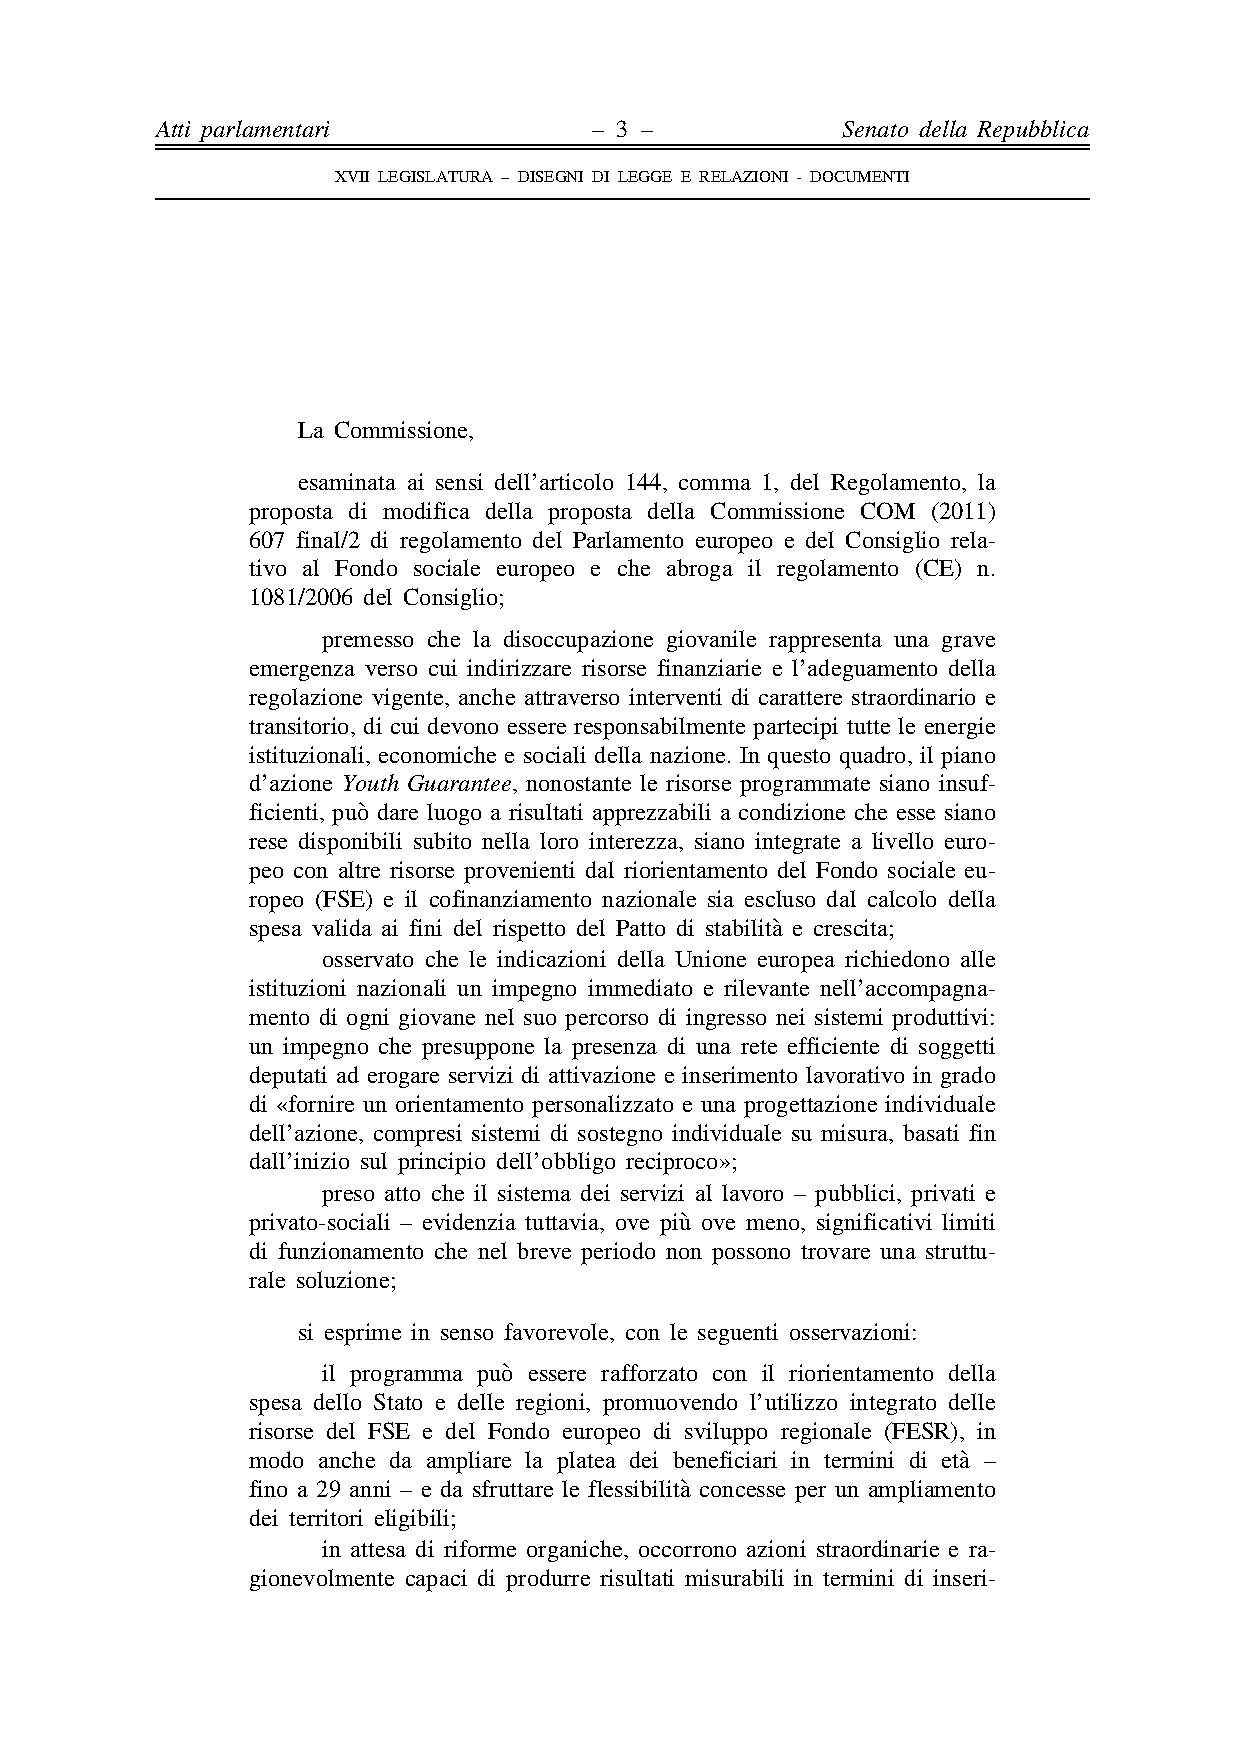 Atti parlamentari – 3 – Senato della Repubblica
XVII LEGISLATURA – DISEGNI DI LEGGE E RELAZIONI - DOCUMENTI
La Commissione,
esaminata ai sensi dell’articolo 144, comma 1, del Regolamento, la
proposta di modifica della proposta della Commissione COM (2011)
607 final/2 di regolamento del Parlamento europeo e del Consiglio rela-
tivo al Fondo sociale europeo e che abroga il regolamento (CE) n.
1081/2006 del Consiglio;
premesso che la disoccupazione giovanile rappresenta una grave
emergenza verso cui indirizzare risorse finanziarie e l’adeguamento della
regolazione vigente, anche attraverso interventi di carattere straordinario e
transitorio, di cui devono essere responsabilmente partecipi tutte le energie
istituzionali, economiche e sociali della nazione. In questo quadro, il piano
d’azione Youth Guarantee, nonostante le risorse programmate siano insuf-
ficienti, può dare luogo a risultati apprezzabili a condizione che esse siano
rese disponibili subito nella loro interezza, siano integrate a livello euro-
peo con altre risorse provenienti dal riorientamento del Fondo sociale eu-
ropeo (FSE) e il cofinanziamento nazionale sia escluso dal calcolo della
spesa valida ai fini del rispetto del Patto di stabilità e crescita;
osservato che le indicazioni della Unione europea richiedono alle
istituzioni nazionali un impegno immediato e rilevante nell’accompagna-
mento di ogni giovane nel suo percorso di ingresso nei sistemi produttivi:
un impegno che presuppone la presenza di una rete efficiente di soggetti
deputati ad erogare servizi di attivazione e inserimento lavorativo in grado
di «fornire un orientamento personalizzato e una progettazione individuale
dell’azione, compresi sistemi di sostegno individuale su misura, basati fin
dall’inizio sul principio dell’obbligo reciproco»;
preso atto che il sistema dei servizi al lavoro – pubblici, privati e
privato-sociali – evidenzia tuttavia, ove più ove meno, significativi limiti
di funzionamento che nel breve periodo non possono trovare una struttu-
rale soluzione;
si esprime in senso favorevole, con le seguenti osservazioni:
il programma può essere rafforzato con il riorientamento della
spesa dello Stato e delle regioni, promuovendo l’utilizzo integrato delle
risorse del FSE e del Fondo europeo di sviluppo regionale (FESR), in
modo anche da ampliare la platea dei beneficiari in termini di età –
fino a 29 anni – e da sfruttare le flessibilità concesse per un ampliamento
dei territori eligibili;
in attesa di riforme organiche, occorrono azioni straordinarie e ra-
gionevolmente capaci di produrre risultati misurabili in termini di inseri-